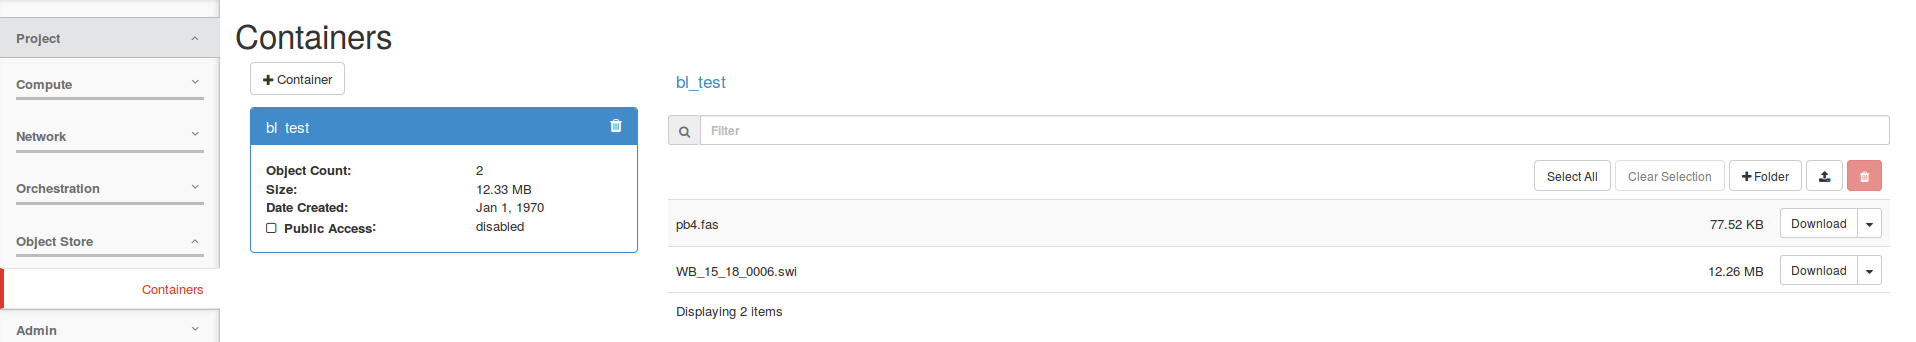 Project
Compute
Network
Orchestration
Object Store
Containers
Admin
Containers
Container
bl_test
Object Count: 2
Size: 12.33 MB
Date Created: Jan 1, 1970
Public Access: disabled
bl_test
Filter
Select All Clear Selection Folder
pb4.fas 77.52 KB Download
WB_15_18_0006.swi 12.26 MB Download
Displaying 2 items